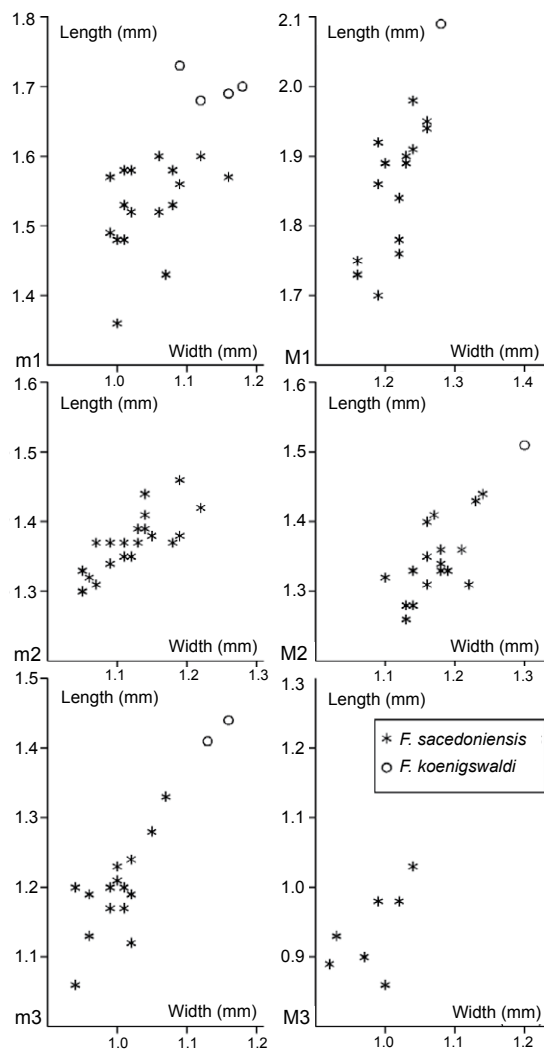 1.8
Length (mm)
1.7
1.6
1.5
1.4
m1
Width (mm)
1.0 1.1 1.2
2.1
Length (mm)
2.0
1.9
1.8
1.7
M1
Width (mm)
1.2 1.3 1.4
1.6
Length (mm)
1.5
1.4
1.3
m2
Width (mm)
1.1 1.2 1.3
1.6
Length (mm)
1.5
1.4
1.3
M2
Width (mm)
1.1 1.2 1.3
1.5
Length (mm)
1.4
1.3
1.2
1.1
m3
Width (mm)
1.0 1.1 1.2
1.3
Length (mm)
1.2
F. sacedoniensis
F. koenigswaldi
1.0
0.9
M3
Width (mm)
1.0 1.1 1.2